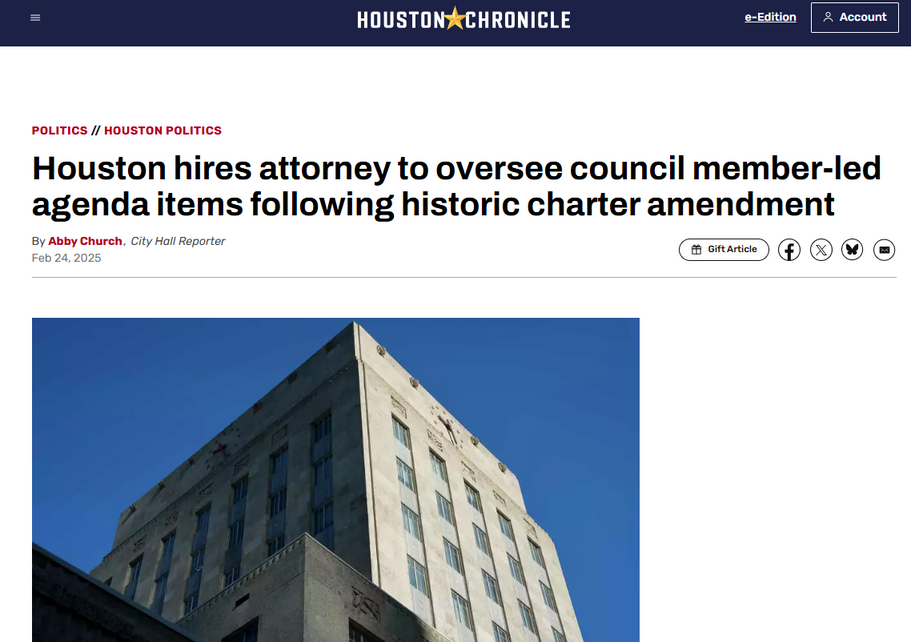 HOUSTON CHRONICLE
e-Edition
Account
POLITICS // HOUSTON POLITICS
Houston hires attorney to oversee council member-led
agenda items following historic charter amendment
By Abby Church, City Hall Reporter
Feb 24, 2025
Gift Article